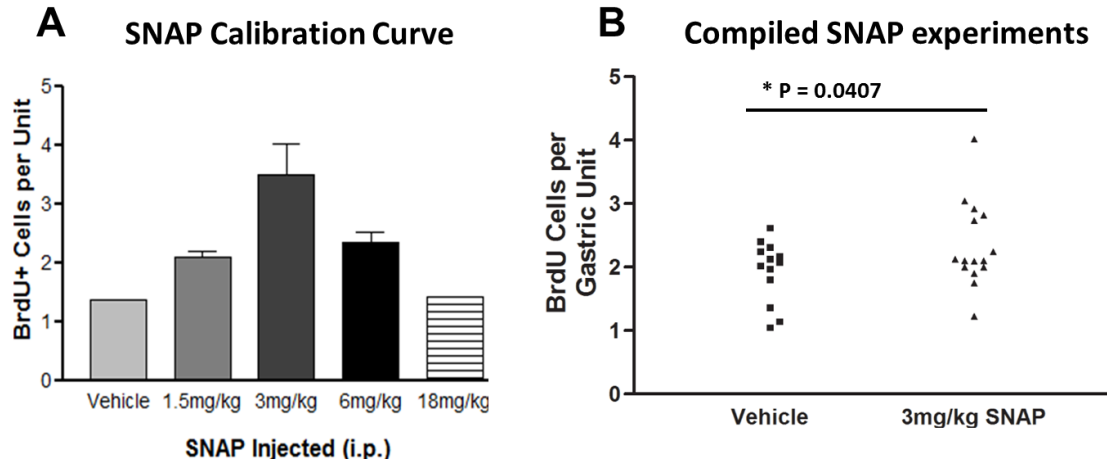 A
SNAP Calibration Curve
BrdU+ Cells per Unit
5
4
3
2
1
0
Vehicle 1.5mg/kg 3mg/kg 6mg/kg 18mg/kg
SNAP Injected (i.p.)
B
Compiled SNAP experiments
* P = 0.0407
BrdU Cells per
Gastric Unit
5
4
3
2
1
0
Vehicle 3mg/kg SNAP